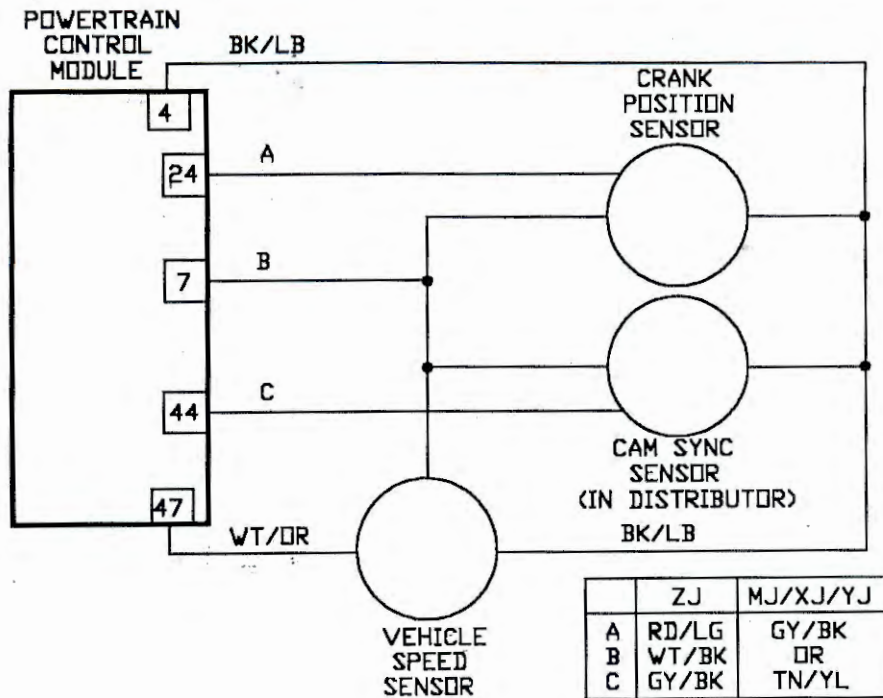 POWERTRAIN
CONTROL
MODULE
BK/LB
4
CRANK
POSITION
SENSOR
24
A
7
B
44
C
CAM SYNC
SENSOR
(IN DISTRIBUTOR)
47
WT/OR
BK/LB
VEHICLE
SPEED
SENSOR
ZJ MJ/XJ/YJ
A RD/LG GY/BK
B WT/BK OR
C GY/BK TN/YL